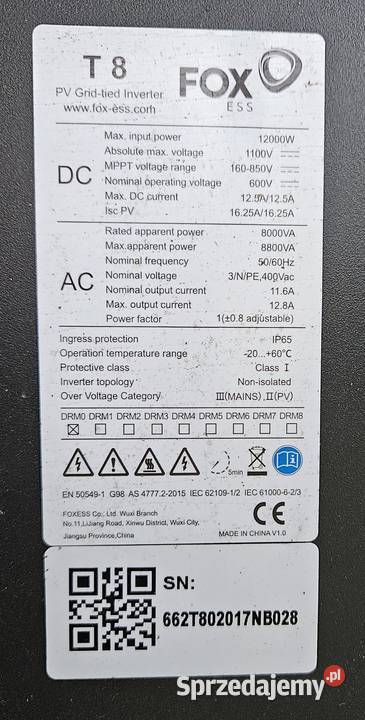 T 8
FOX
ESS
PV Grid-tied Inverter
www.fox-ess.com
DC
Max. input power 12000W
Absolute max. voltage 1100V
MPPT voltage range 160-850V
Nominal operating voltage 600V
Max. DC current 12.5A/12.5A
Isc PV 16.25A/16.25A
AC
Rated apparent power 8000VA
Max.apparent power 8800VA
Nominal frequency 50/60Hz
Nominal voltage 3/N/PE,400Vac
Nominal output current 11.6A
Max. output current 12.8A
Power factor 1(±0.8 adjustable)
Ingress protection IP65
Operation temperature range -20...+60℃
Protective class Class I
Inverter topology Non-isolated
Over Voltage Category III(MAINS),II(PV)
DRM0 DRM1 DRM2 DRM3 DRM4 DRM5 DRM6 DRM7 DRM8
5min
EN 50549-1 G98 AS 4777.2-2015 IEC 62109-1/2 IEC 61000-6-2/3
FOXESS Co., Ltd. Wuxi Branch
No.11,LiJiang Road, Xinwu District, Wuxi City,
Jiangsu Province,China
CE
MADE IN CHINA V1.0
SN:
662T802017NB028
Sprzedajemy.pl